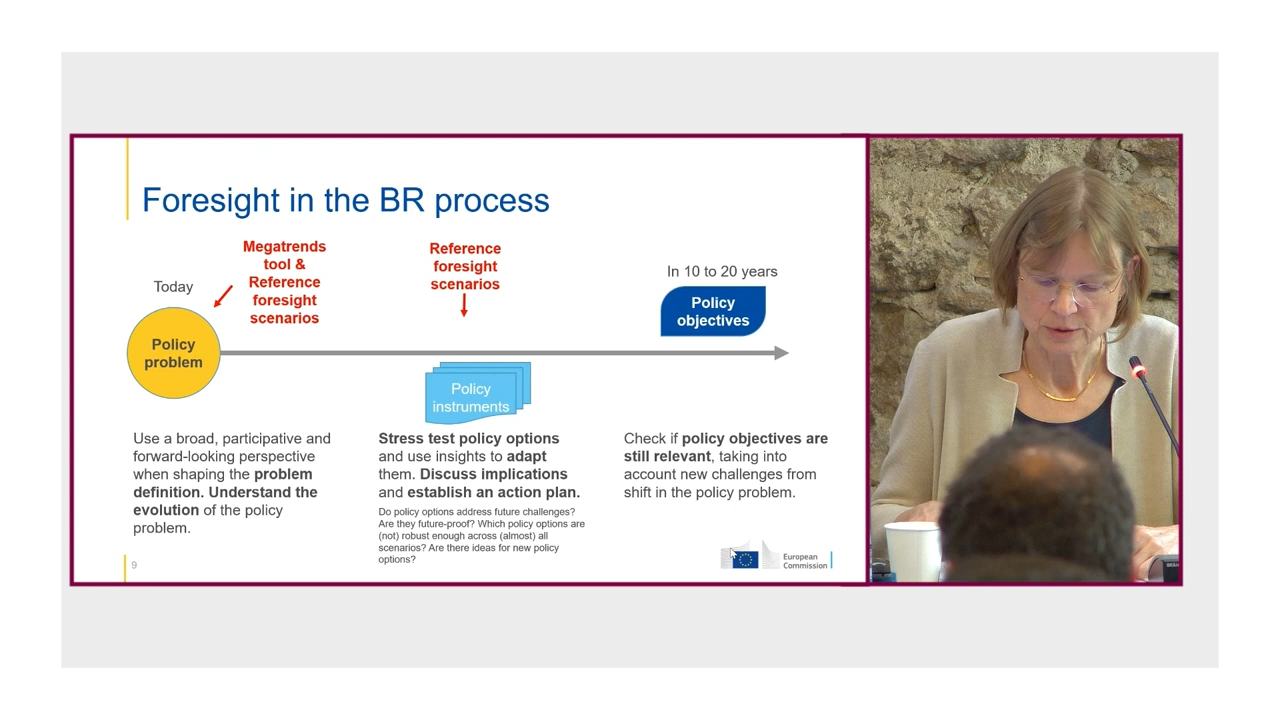 Foresight in the BR process
Megatrends
tool &
Reference
foresight
scenarios
Reference
foresight
scenarios
Today
In 10 to 20 years
Policy
problem
Policy
objectives
Policy
instruments
Use a broad, participative and
forward-looking perspective
when shaping the problem
definition. Understand the
evolution of the policy
problem.
Stress test policy options
and use insights to adapt
them. Discuss implications
and establish an action plan.
Do policy options address future challenges?
Are they future-proof? Which policy options are
(not) robust enough across (almost) all
scenarios? Are there ideas for new policy
options?
Check if policy objectives are
still relevant, taking into
account new challenges from
shift in the policy problem.
9
European
Commission